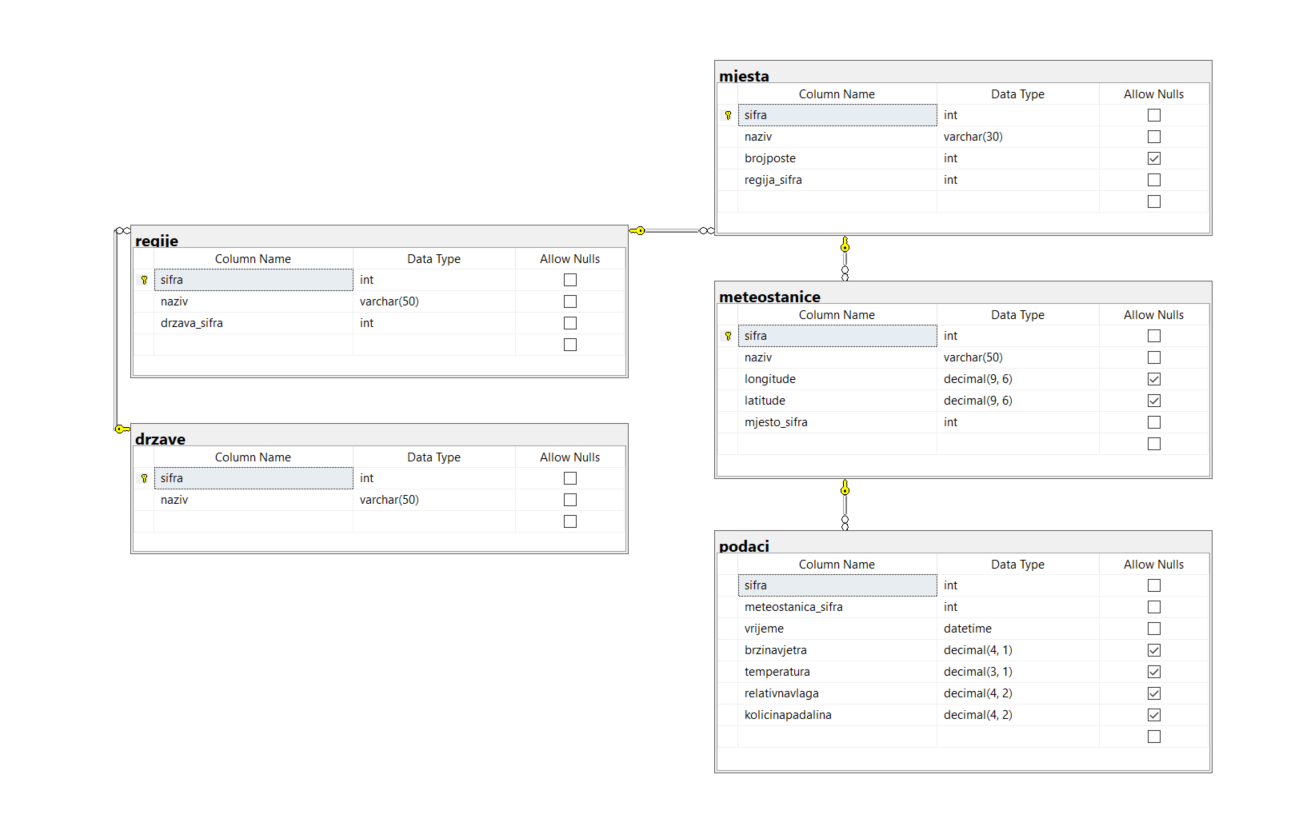 mjesta
Column Name Data Type Allow Nulls
sifra int
naziv varchar(30)
brojposte int
regija_sifra int
regije
Column Name Data Type Allow Nulls
sifra int
naziv varchar(50)
drzava_sifra int
meteostanice
Column Name Data Type Allow Nulls
sifra int
naziv varchar(50)
longitude decimal(9, 6)
latitude decimal(9, 6)
mjesto_sifra int
drzave
Column Name Data Type Allow Nulls
sifra int
naziv varchar(50)
podaci
Column Name Data Type Allow Nulls
sifra int
meteostanica_sifra int
vrijeme datetime
brzinavjetra decimal(4, 1)
temperatura decimal(3, 1)
relativnavlaga decimal(4, 2)
kolicinapadalina decimal(4, 2)